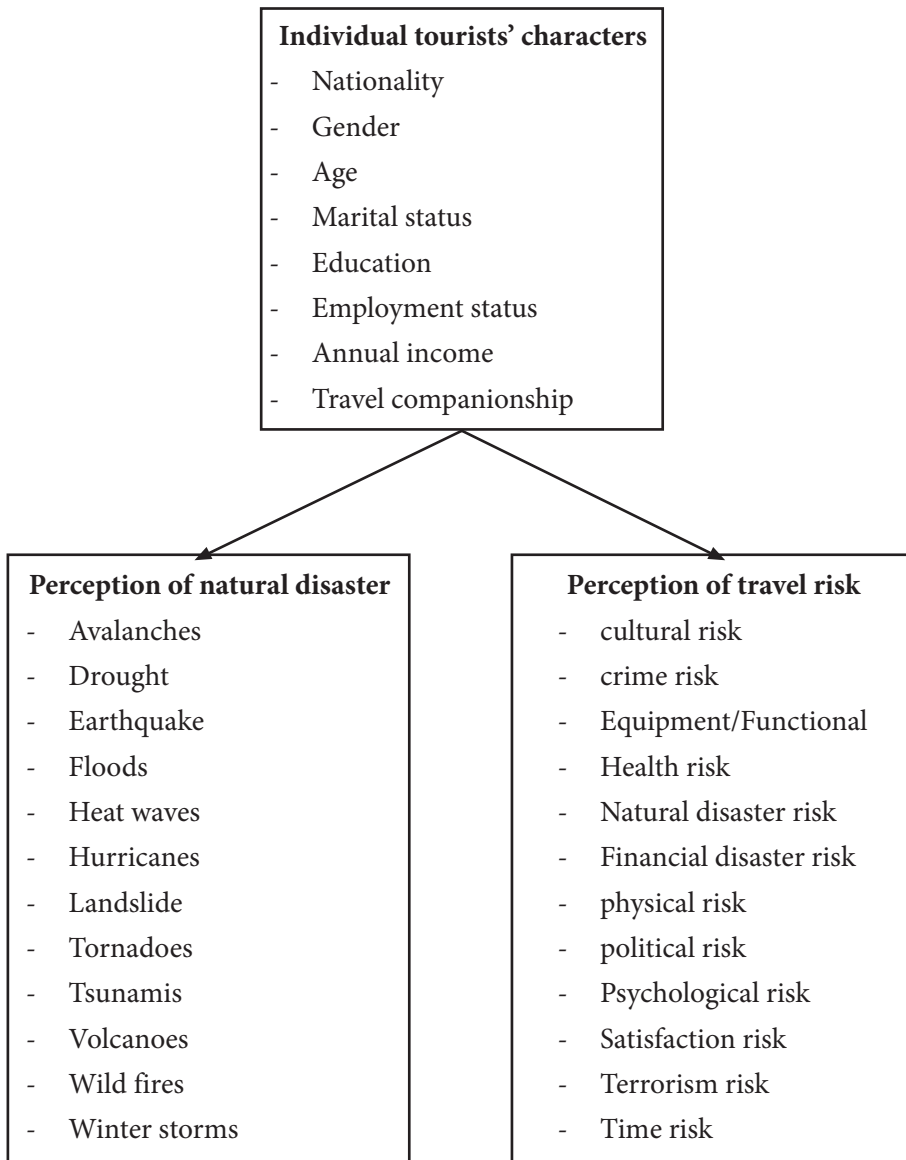 Individual tourists’ characters
- Nationality
- Gender
- Age
- Marital status
- Education
- Employment status
- Annual income
- Travel companionship
Perception of natural disaster
- Avalanches
- Drought
- Earthquake
- Floods
- Heat waves
- Hurricanes
- Landslide
- Tornadoes
- Tsunamis
- Volcanoes
- Wild fires
- Winter storms
Perception of travel risk
- cultural risk
- crime risk
- Equipment/Functional
- Health risk
- Natural disaster risk
- Financial disaster risk
- physical risk
- political risk
- Psychological risk
- Satisfaction risk
- Terrorism risk
- Time risk